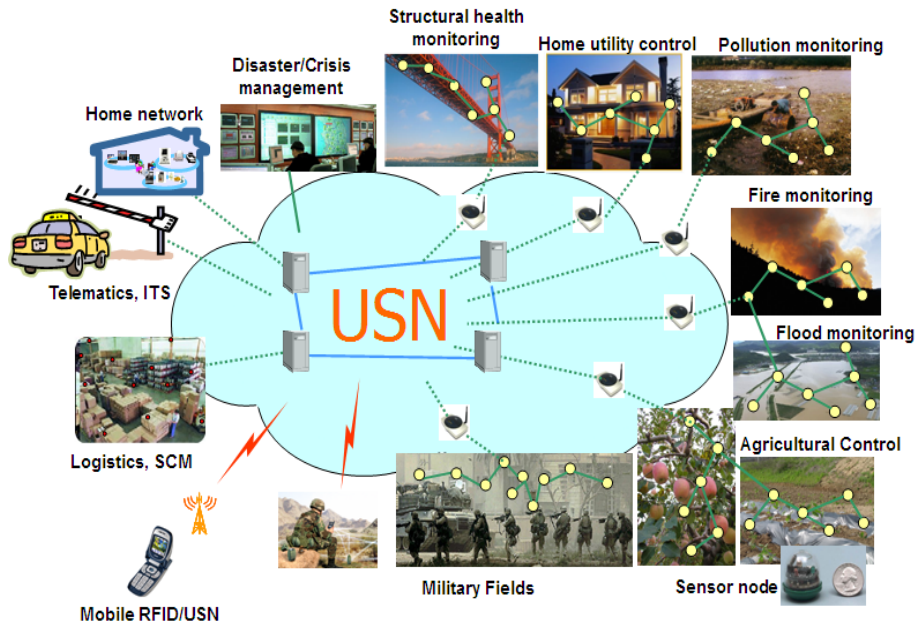 Structural health
monitoring
Home utility control
Pollution monitoring
Disaster/Crisis
management
Home network
Fire monitoring
Telematics, ITS
USN
Flood monitoring
Logistics, SCM
Agricultural Control
Military Fields
Sensor node
Mobile RFID/USN